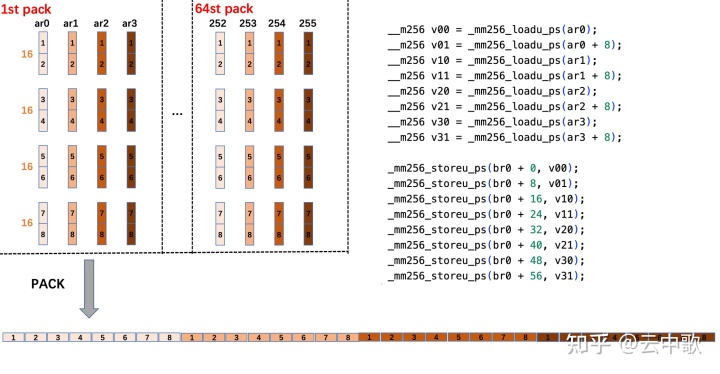 1st pack
64st pack
ar0 ar1 ar2 ar3
252 253 254 255
16 1 1 1 1 1 1 1 1
2 2 2 2 2 2 2 2
16 3 3 3 3 3 3 3 3
4 4 4 4 4 4 4 4
...
16 5 5 5 5 5 5 5 5
6 6 6 6 6 6 6 6
16 7 7 7 7 7 7 7 7
8 8 8 8 8 8 8 8
PACK
__m256 v00 = _mm256_loadu_ps(ar0);
__m256 v01 = _mm256_loadu_ps(ar0 + 8);
__m256 v10 = _mm256_loadu_ps(ar1);
__m256 v11 = _mm256_loadu_ps(ar1 + 8);
__m256 v20 = _mm256_loadu_ps(ar2);
__m256 v21 = _mm256_loadu_ps(ar2 + 8);
__m256 v30 = _mm256_loadu_ps(ar3);
__m256 v31 = _mm256_loadu_ps(ar3 + 8);
_mm256_storeu_ps(br0 + 0, v00);
_mm256_storeu_ps(br0 + 8, v01);
_mm256_storeu_ps(br0 + 16, v10);
_mm256_storeu_ps(br0 + 24, v11);
_mm256_storeu_ps(br0 + 32, v20);
_mm256_storeu_ps(br0 + 40, v21);
_mm256_storeu_ps(br0 + 48, v30);
_mm256_storeu_ps(br0 + 56, v31);
1 2 3 4 5 6 7 8 1 2 3 4 5 6 7 8 1 2 3 4 5 6 7 8 1 8
知乎 @云中歌